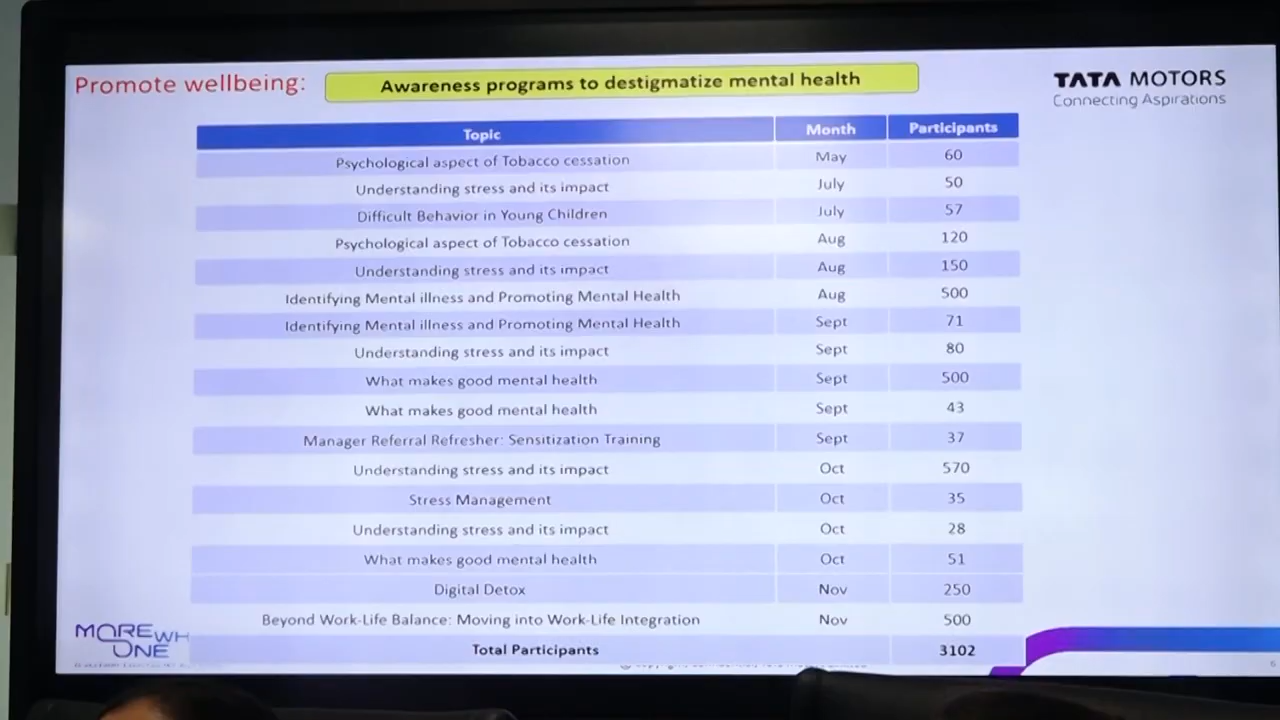 Promote wellbeing:
Awareness programs to destigmatize mental health
TATA MOTORS
Connecting Aspirations
Topic Month Participants
Psychological aspect of Tobacco cessation May 60
Understanding stress and its impact July 50
Difficult Behavior in Young Children July 57
Psychological aspect of Tobacco cessation Aug 120
Understanding stress and its impact Aug 150
Identifying Mental illness and Promoting Mental Health Aug 500
Identifying Mental illness and Promoting Mental Health Sept 71
Understanding stress and its impact Sept 80
What makes good mental health Sept 500
What makes good mental health Sept 43
Manager Referral Refresher: Sensitization Training Sept 37
Understanding stress and its impact Oct 570
Stress Management Oct 35
Understanding stress and its impact Oct 28
What makes good mental health Oct 51
Digital Detox Nov 250
Beyond Work-Life Balance: Moving into Work-Life Integration Nov 500
Total Participants 3102
MORE WH
ONE
6